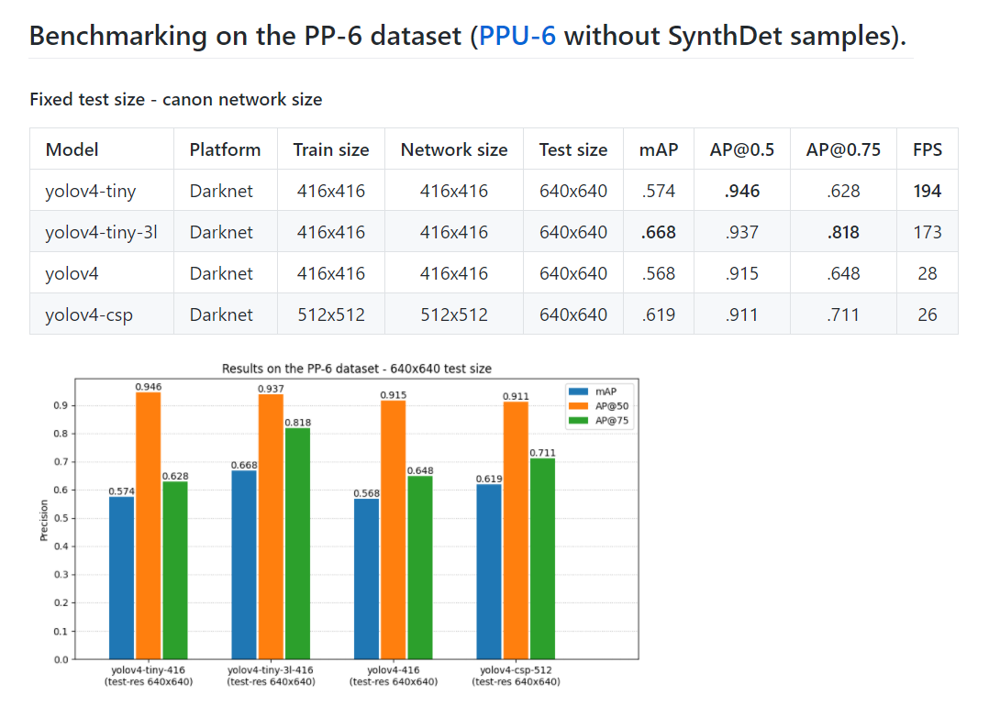 Benchmarking on the PP-6 dataset (PPU-6 without SynthDet samples).
Fixed test size - canon network size
Model Platform Train size Network size Test size mAP AP@0.5 AP@0.75 FPS
yolov4-tiny Darknet 416x416 416x416 640x640 .574 .946 .628 194
yolov4-tiny-3l Darknet 416x416 416x416 640x640 .668 .937 .818 173
yolov4 Darknet 416x416 416x416 640x640 .568 .915 .648 28
yolov4-csp Darknet 512x512 512x512 640x640 .619 .911 .711 26
Results on the PP-6 dataset - 640x640 test size
mAP
AP@50
AP@75
Precision
0.9
0.8
0.7
0.6
0.5
0.4
0.3
0.2
0.1
0.0
0.574 0.946 0.628
0.668 0.937 0.818
0.568 0.915 0.648
0.619 0.911 0.711
yolov4-tiny-416
(test-res 640x640)
yolov4-tiny-3l-416
(test-res 640x640)
yolov4-416
(test-res 640x640)
yolov4-csp-512
(test-res 640x640)